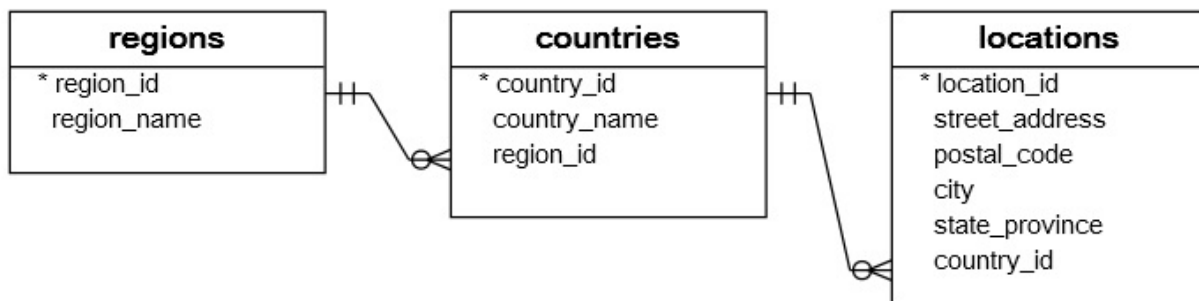 regions
* region_id
region_name
countries
* country_id
country_name
region_id
locations
* location_id
street_address
postal_code
city
state_province
country_id